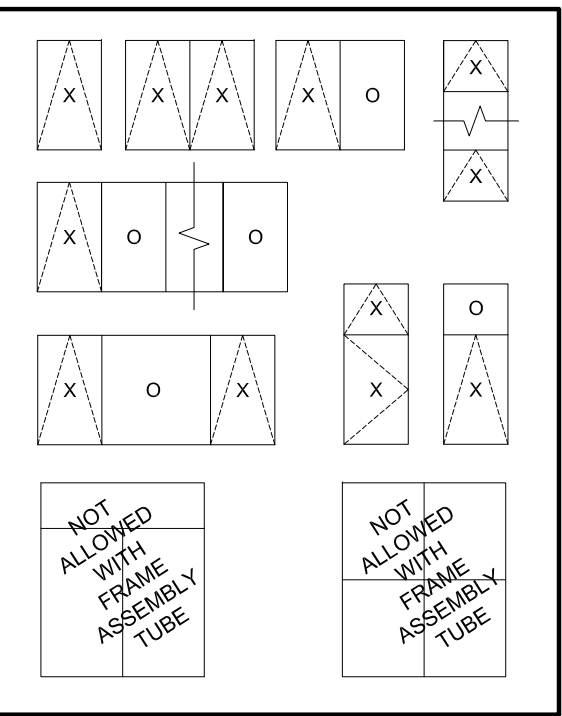 X
X X
X O
X
X
X O O
X
X
O
X
X O X
NOT
ALLOWED
WITH
FRAME
ASSEMBLY
TUBE
NOT
ALLOWED
WITH
FRAME
ASSEMBLY
TUBE